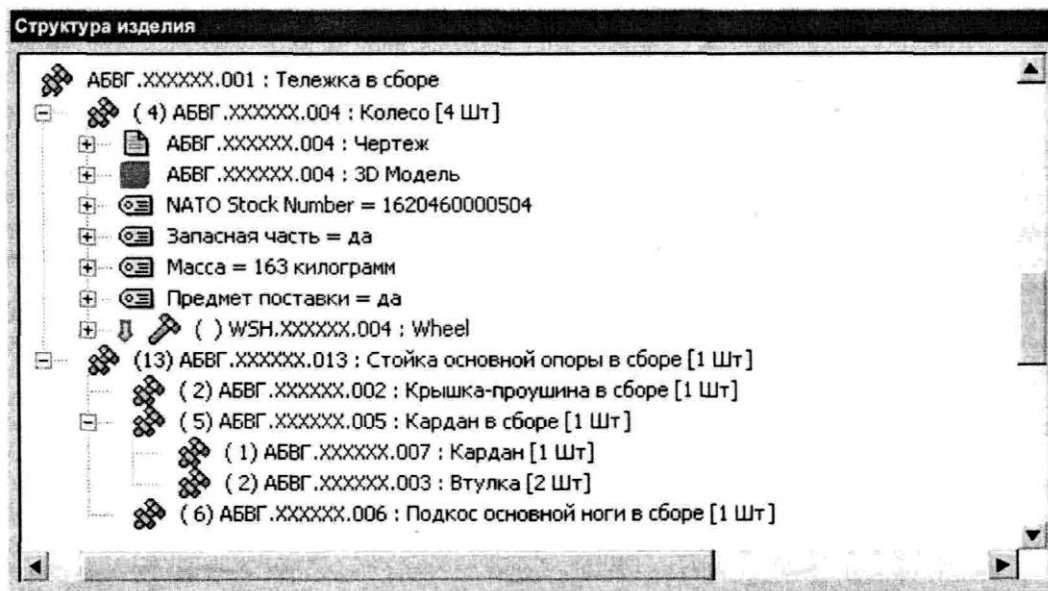 Структура изделия
АБВГ.XXXXXX.001 : Тележка в сборе
( 4) АБВГ.XXXXXX.004 : Колесо [4 Шт]
АБВГ.XXXXXX.004 : Чертеж
АБВГ.XXXXXX.004 : 3D Модель
NATO Stock Number = 1620460000504
Запасная часть = да
Масса = 163 килограмм
Предмет поставки = да
( ) WSH.XXXXXX.004 : Wheel
(13) АБВГ.XXXXXX.013 : Стойка основной опоры в сборе [1 Шт]
( 2) АБВГ.XXXXXX.002 : Крышка-проушина в сборе [1 Шт]
( 5) АБВГ.XXXXXX.005 : Кардан в сборе [1 Шт]
( 1) АБВГ.XXXXXX.007 : Кардан [1 Шт]
( 2) АБВГ.XXXXXX.003 : Втулка [2 Шт]
( 6) АБВГ.XXXXXX.006 : Подкос основной ноги в сборе [1 Шт]